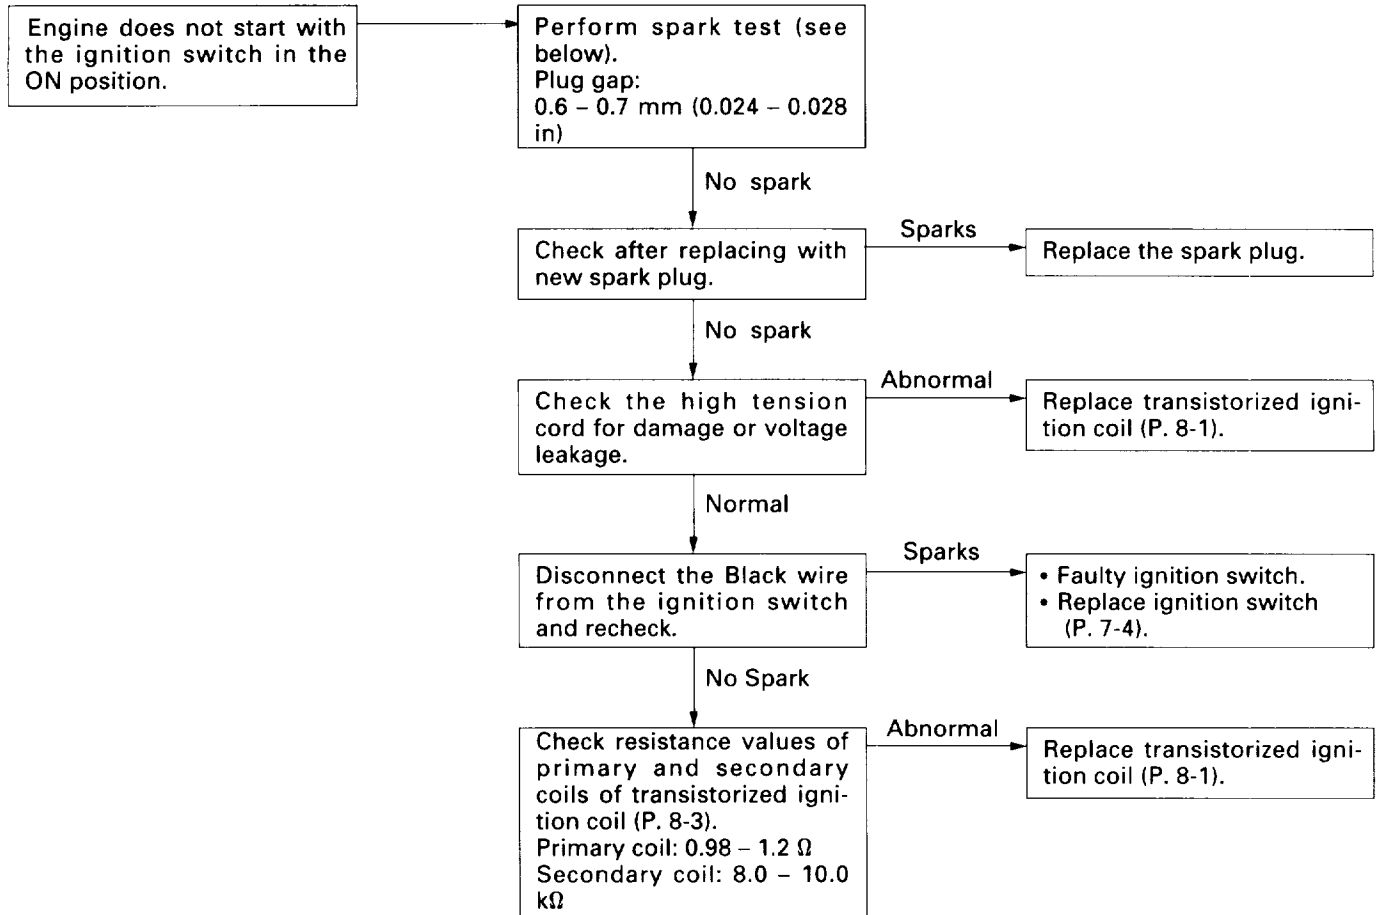 Engine does not start with
the ignition switch in the
ON position.
Perform spark test (see
below).
Plug gap:
0.6 – 0.7 mm (0.024 – 0.028
in)
No spark
Check after replacing with
new spark plug.
Sparks
Replace the spark plug.
No spark
Check the high tension
cord for damage or voltage
leakage.
Abnormal
Replace transistorized igni-
tion coil (P. 8-1).
Normal
Disconnect the Black wire
from the ignition switch
and recheck.
Sparks
• Faulty ignition switch.
• Replace ignition switch
(P. 7-4).
No Spark
Check resistance values of
primary and secondary
coils of transistorized igni-
tion coil (P. 8-3).
Primary coil: 0.98 – 1.2 Ω
Secondary coil: 8.0 – 10.0
kΩ
Abnormal
Replace transistorized igni-
tion coil (P. 8-1).